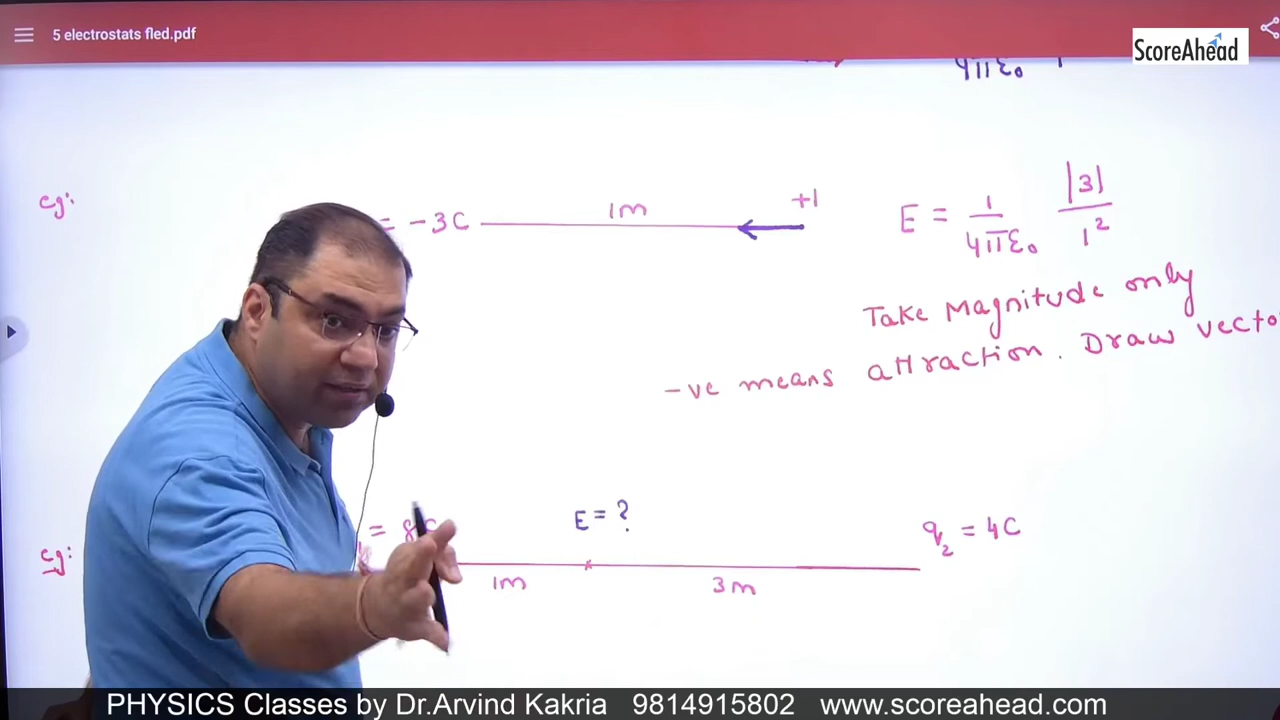 5 electrostats fled.pdf
ScoreAhead
4πε₀
eg:
= -3C
1m
+1
E = 1/4πε₀ |3|/1²
Take Magnitude only
-ve means attraction. Draw vecto
eg:
E = ?
q₂ = 4C
1m
3m
PHYSICS Classes by Dr.Arvind Kakria 9814915802 www.scoreahead.com